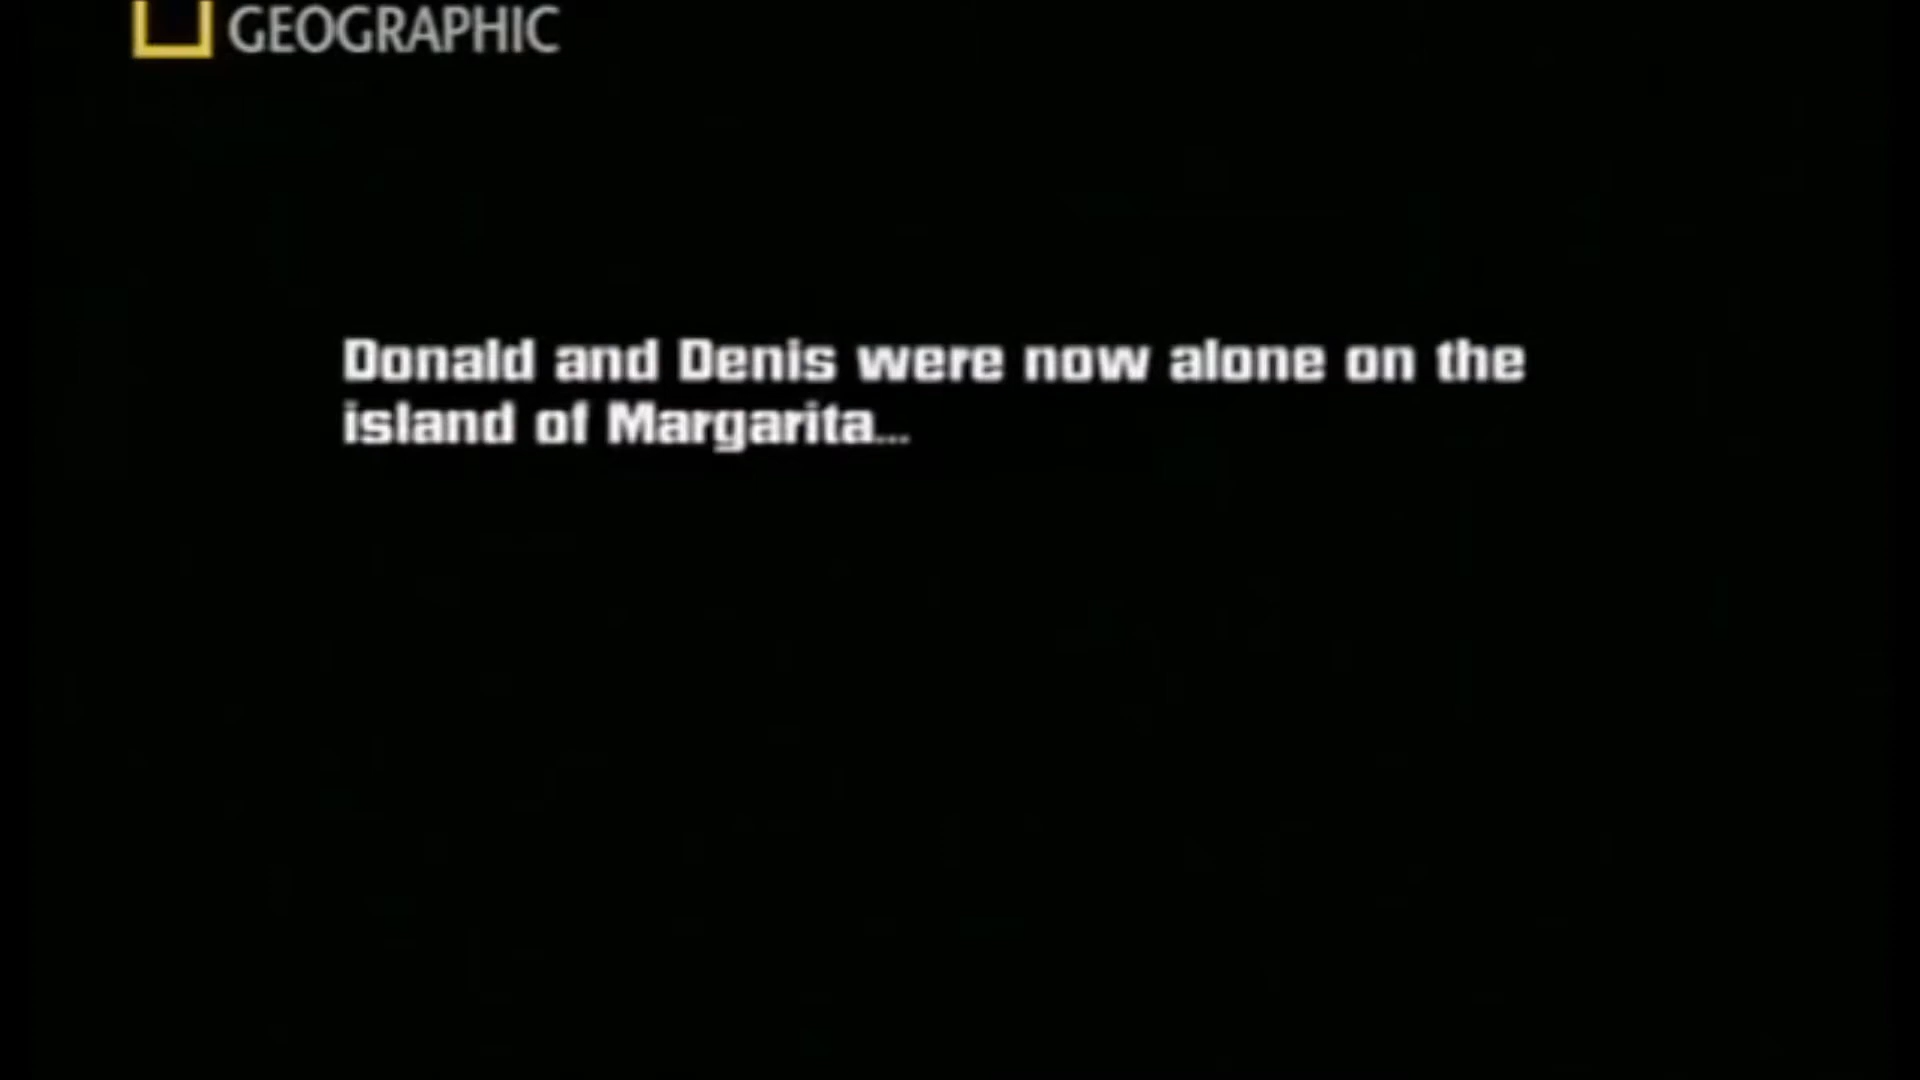 GEOGRAPHIC
Donald and Denis were now alone on the
island of Margarita...